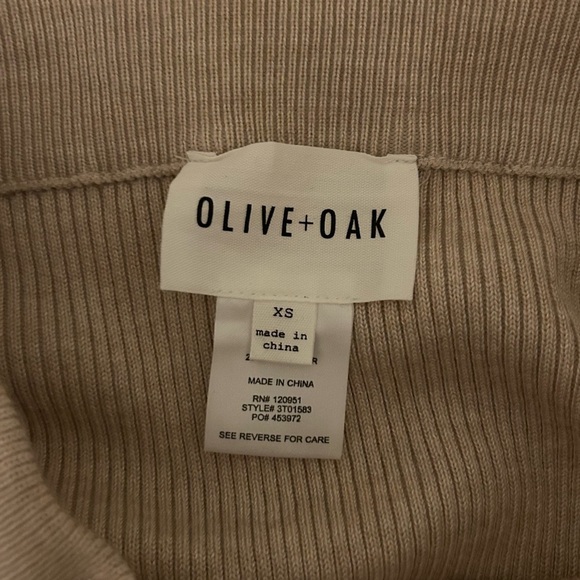 OLIVE+OAK
XS
made in
china
MADE IN CHINA
RN# 120951
STYLE# 3T01583
PO# 453972
SEE REVERSE FOR CARE